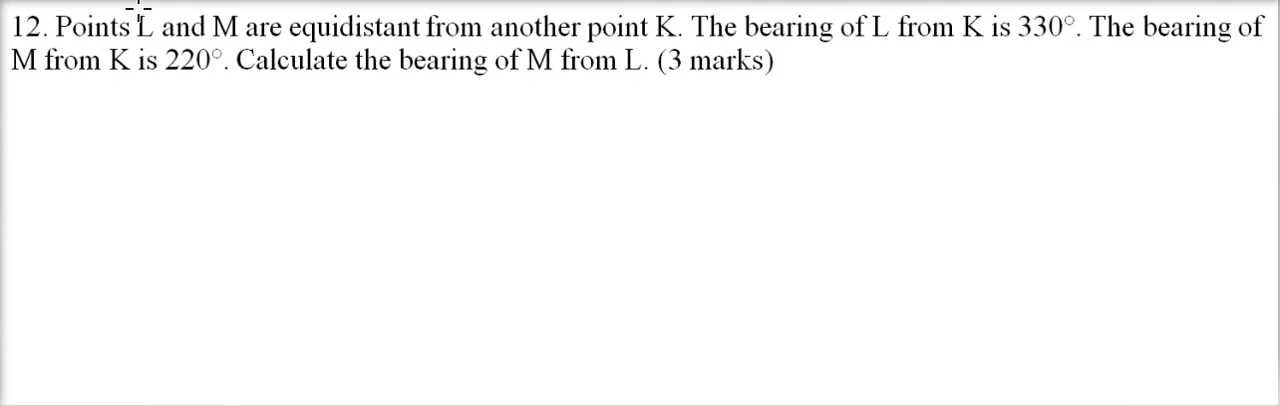 12. Points L and M are equidistant from another point K. The bearing of L from K is 330°. The bearing of
M from K is 220°. Calculate the bearing of M from L. (3 marks)